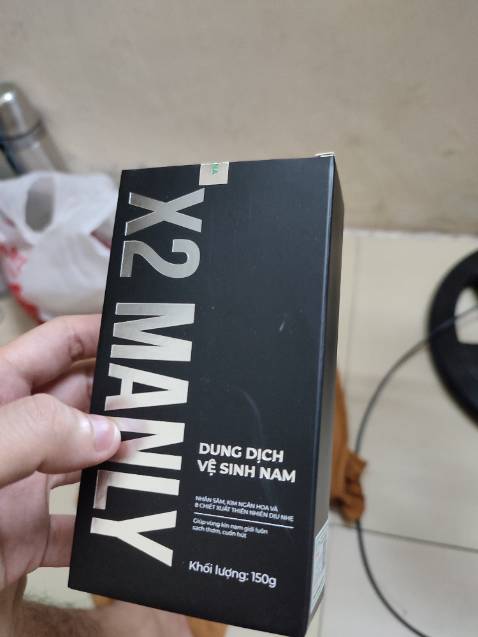 X2 MANLY
DUNG DỊCH
VỆ SINH NAM
NHÂN SÂM, KIM NGÂN HOA VÀ
8 CHIẾT XUẤT THIÊN NHIÊN DỊU NHẸ
Giúp vùng kín nam giới luôn
sạch thơm, cuốn hút
Khối lượng: 150g